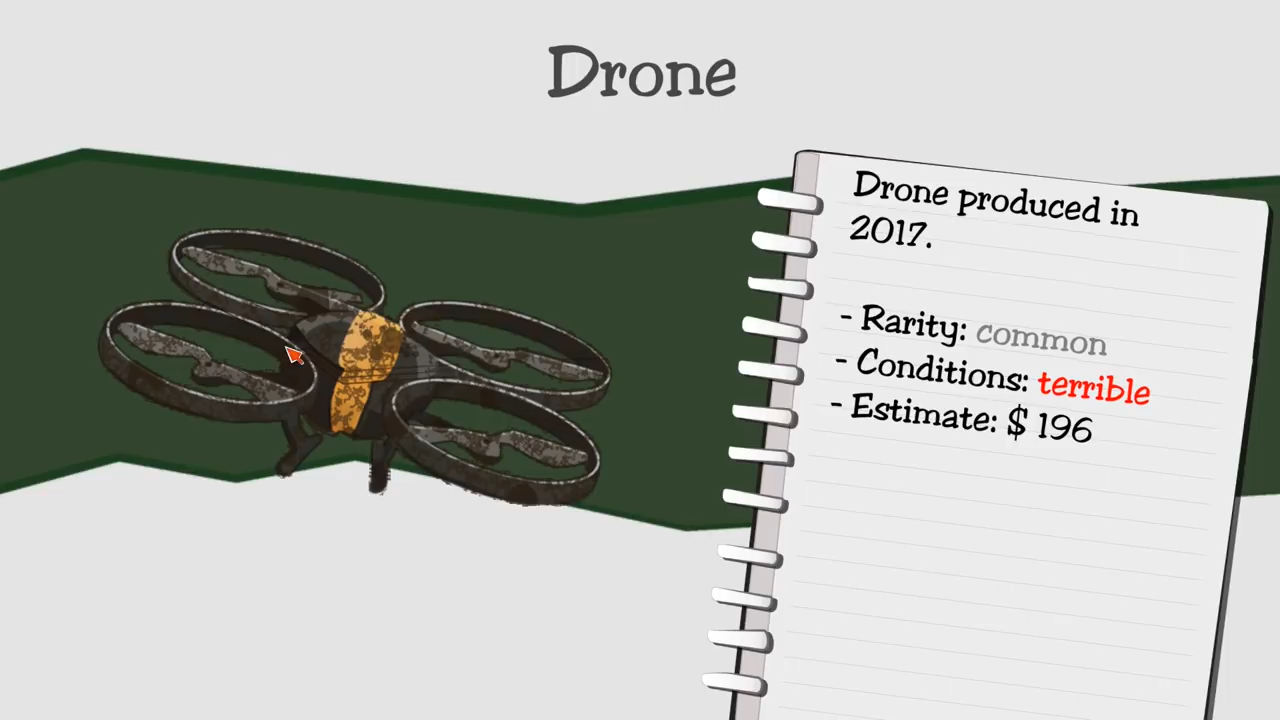 Drone
Drone produced in
2017.
- Rarity: common
- Conditions: terrible
- Estimate: $ 196